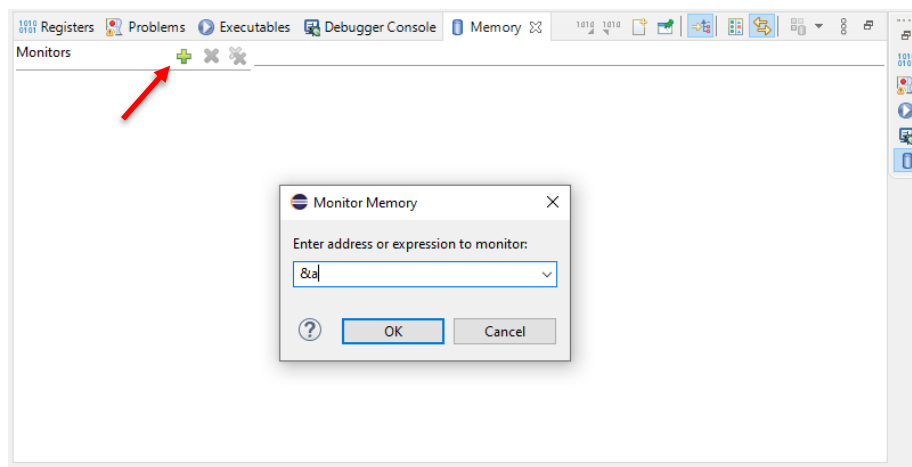 Registers Problems Executables Debugger Console Memory
Monitors
Monitor Memory
Enter address or expression to monitor:
&a
OK Cancel